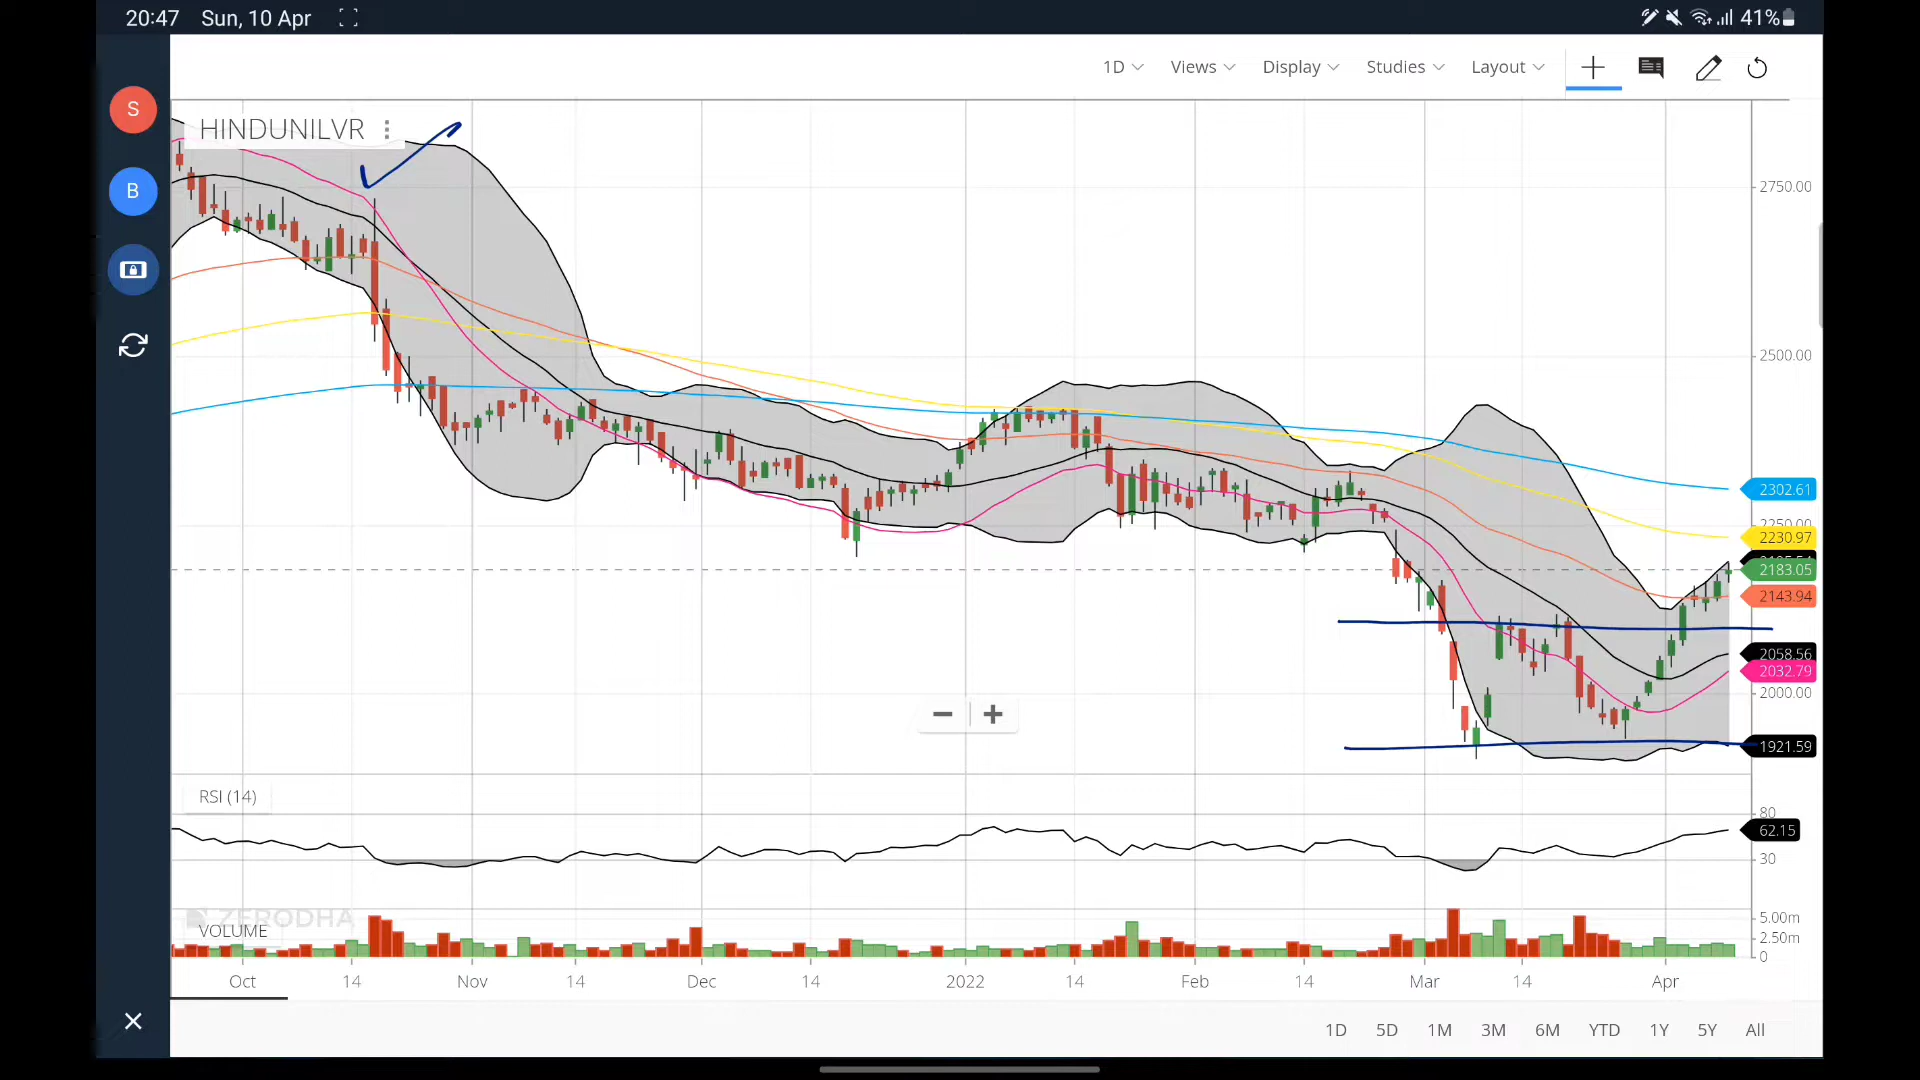 20:47 Sun, 10 Apr 41%
S
B
1D Views Display Studies Layout
HINDUNILVR
2750.00
2500.00
2302.61
2250.00
2230.97
2183.05
2143.94
2058.56
2032.79
2000.00
1921.59
RSI (14)
80
62.15
30
ZERODHA
VOLUME
5.00m
2.50m
0
Oct 14 Nov 14 Dec 14 2022 14 Feb 14 Mar 14 Apr
1D 5D 1M 3M 6M YTD 1Y 5Y All